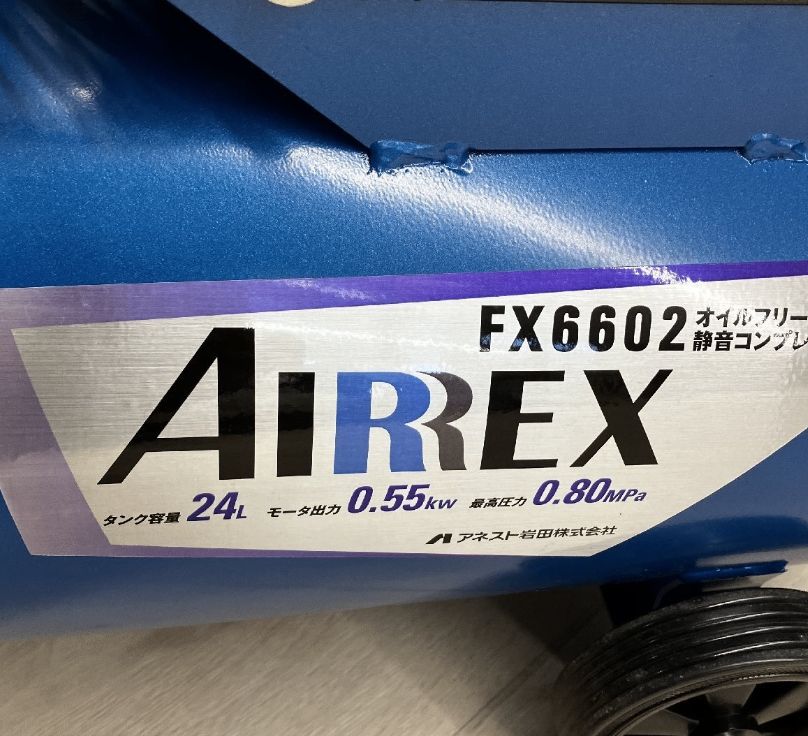 FX6602 オイルフリー
静音コンプレ
AIRREX
タンク容量 24L モータ出力 0.55kw 最高圧力 0.80MPa
アネスト岩田株式会社